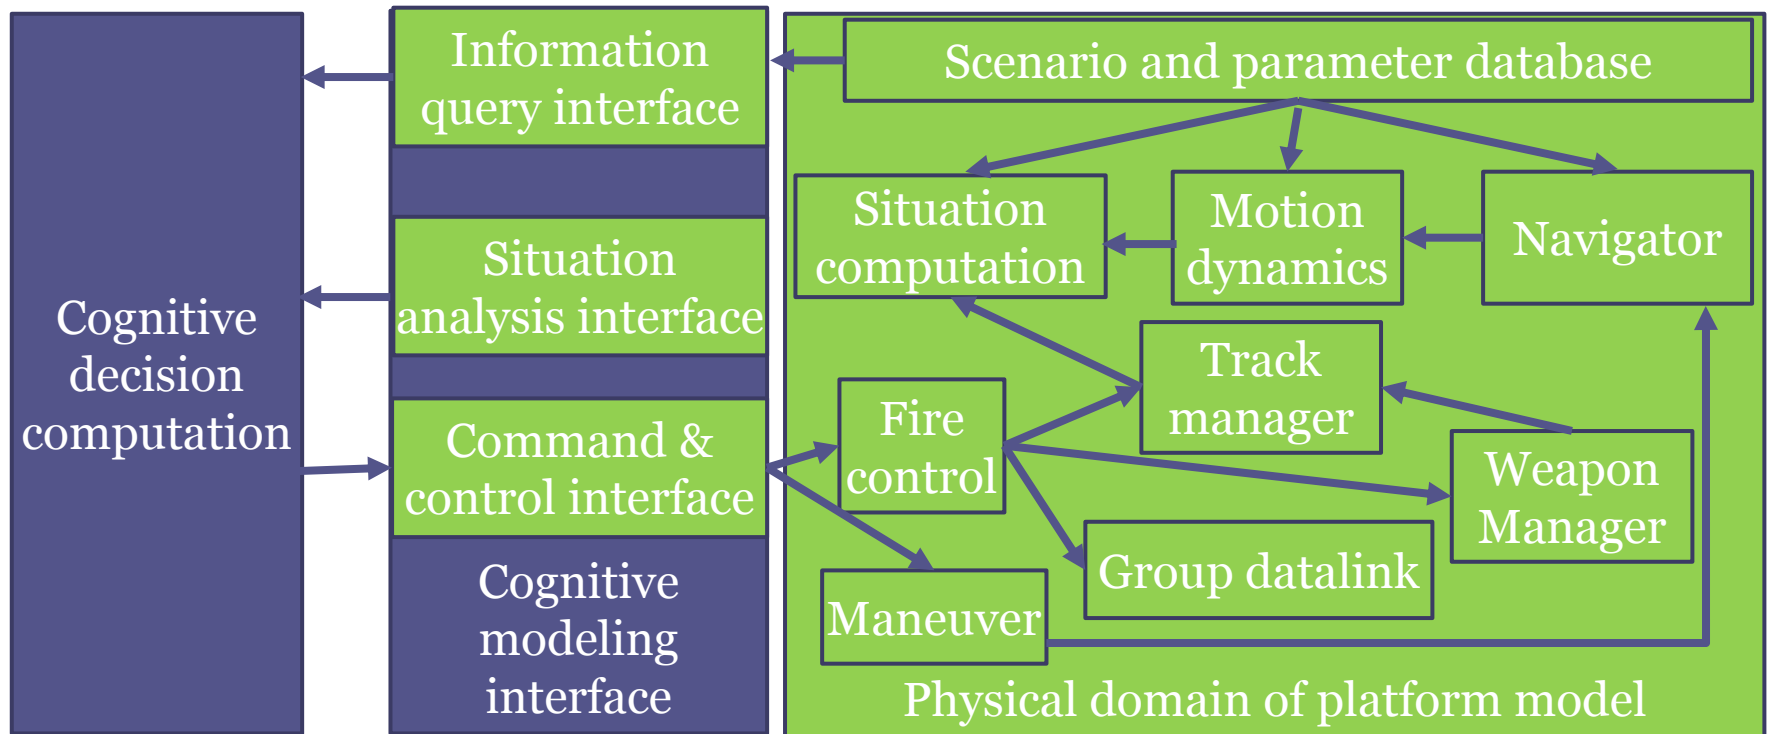 Cognitive
decision
computation
Information
query interface
Situation
analysis interface
Command &
control interface
Cognitive
modeling
interface
Scenario and parameter database
Situation
computation
Motion
dynamics
Navigator
Track
manager
Fire
control
Weapon
Manager
Group datalink
Maneuver
Physical domain of platform model